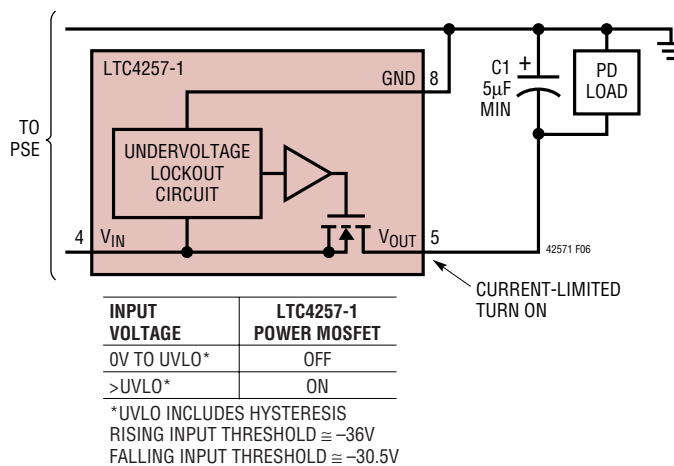 LTC4257-1
GND 8
C1 +
5µF
MIN
PD
LOAD
TO
PSE
UNDERVOLTAGE
LOCKOUT
CIRCUIT
4 VIN
VOUT 5
42571 F06
CURRENT-LIMITED
TURN ON
INPUT VOLTAGE | LTC4257-1 POWER MOSFET
0V TO UVLO* OFF
>UVLO* ON
*UVLO INCLUDES HYSTERESIS
RISING INPUT THRESHOLD ≅ –36V
FALLING INPUT THRESHOLD ≅ –30.5V